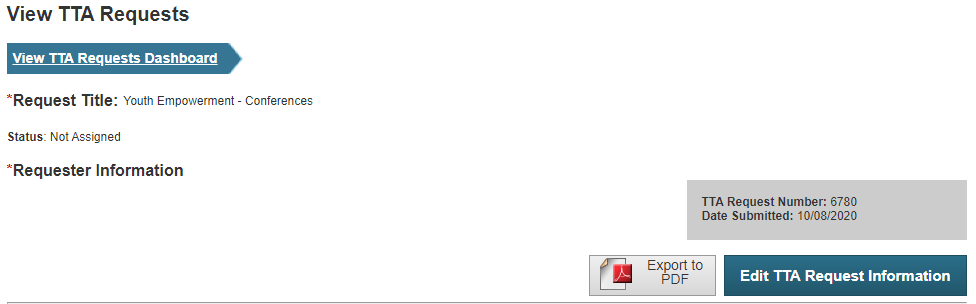 View TTA Requests
View TTA Requests Dashboard
*Request Title: Youth Empowerment - Conferences
Status: Not Assigned
*Requester Information
TTA Request Number: 6780
Date Submitted: 10/08/2020
Export to
PDF
Edit TTA Request Information